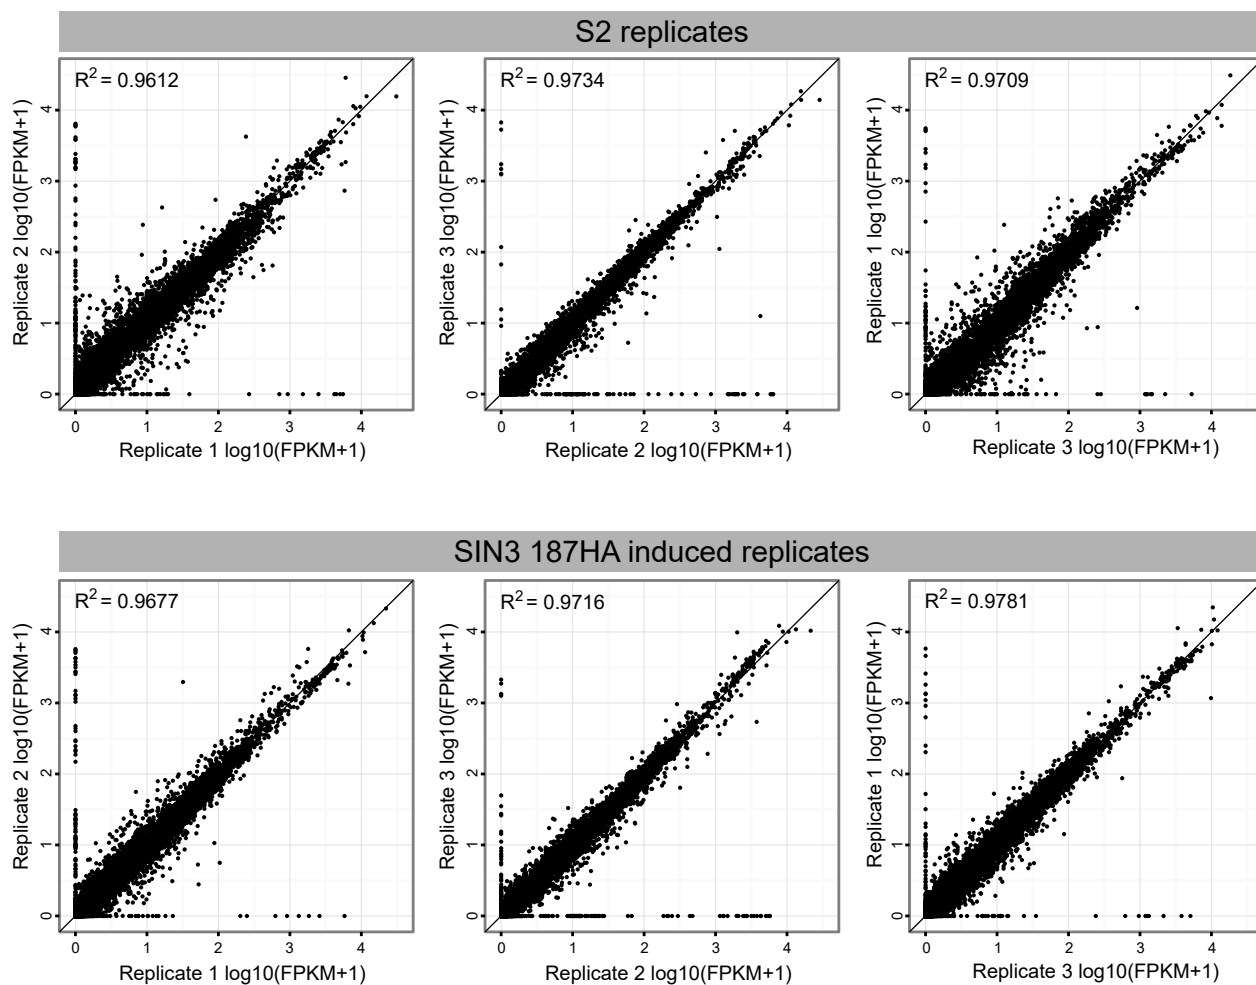 S2 replicates
R2 = 0.9612
4
3
2
1
0
Replicate 2 log10(FPKM+1)
0 1 2 3 4
Replicate 1 log10(FPKM+1)
R2 = 0.9734
4
3
2
1
0
Replicate 3 log10(FPKM+1)
0 1 2 3 4
Replicate 2 log10(FPKM+1)
R2 = 0.9709
4
3
2
1
0
Replicate 1 log10(FPKM+1)
0 1 2 3 4
Replicate 3 log10(FPKM+1)
SIN3 187HA induced replicates
R2 = 0.9677
4
3
2
1
0
Replicate 2 log10(FPKM+1)
0 1 2 3 4
Replicate 1 log10(FPKM+1)
R2 = 0.9716
4
3
2
1
0
Replicate 3 log10(FPKM+1)
0 1 2 3 4
Replicate 2 log10(FPKM+1)
R2 = 0.9781
4
3
2
1
0
Replicate 1 log10(FPKM+1)
0 1 2 3 4
Replicate 3 log10(FPKM+1)